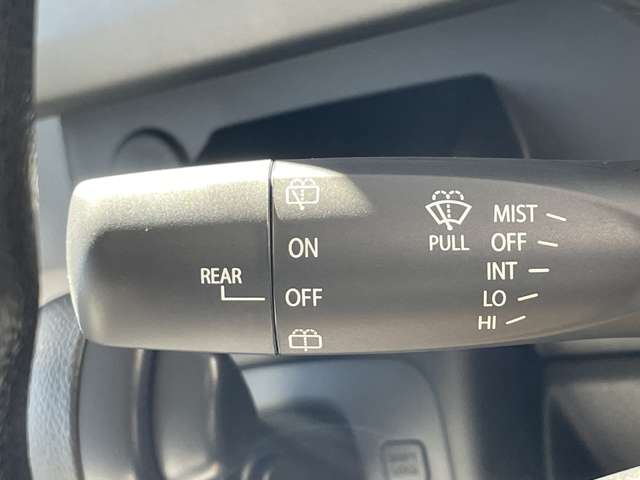 REAR
ON
OFF
PULL
MIST
OFF
INT
LO
HI